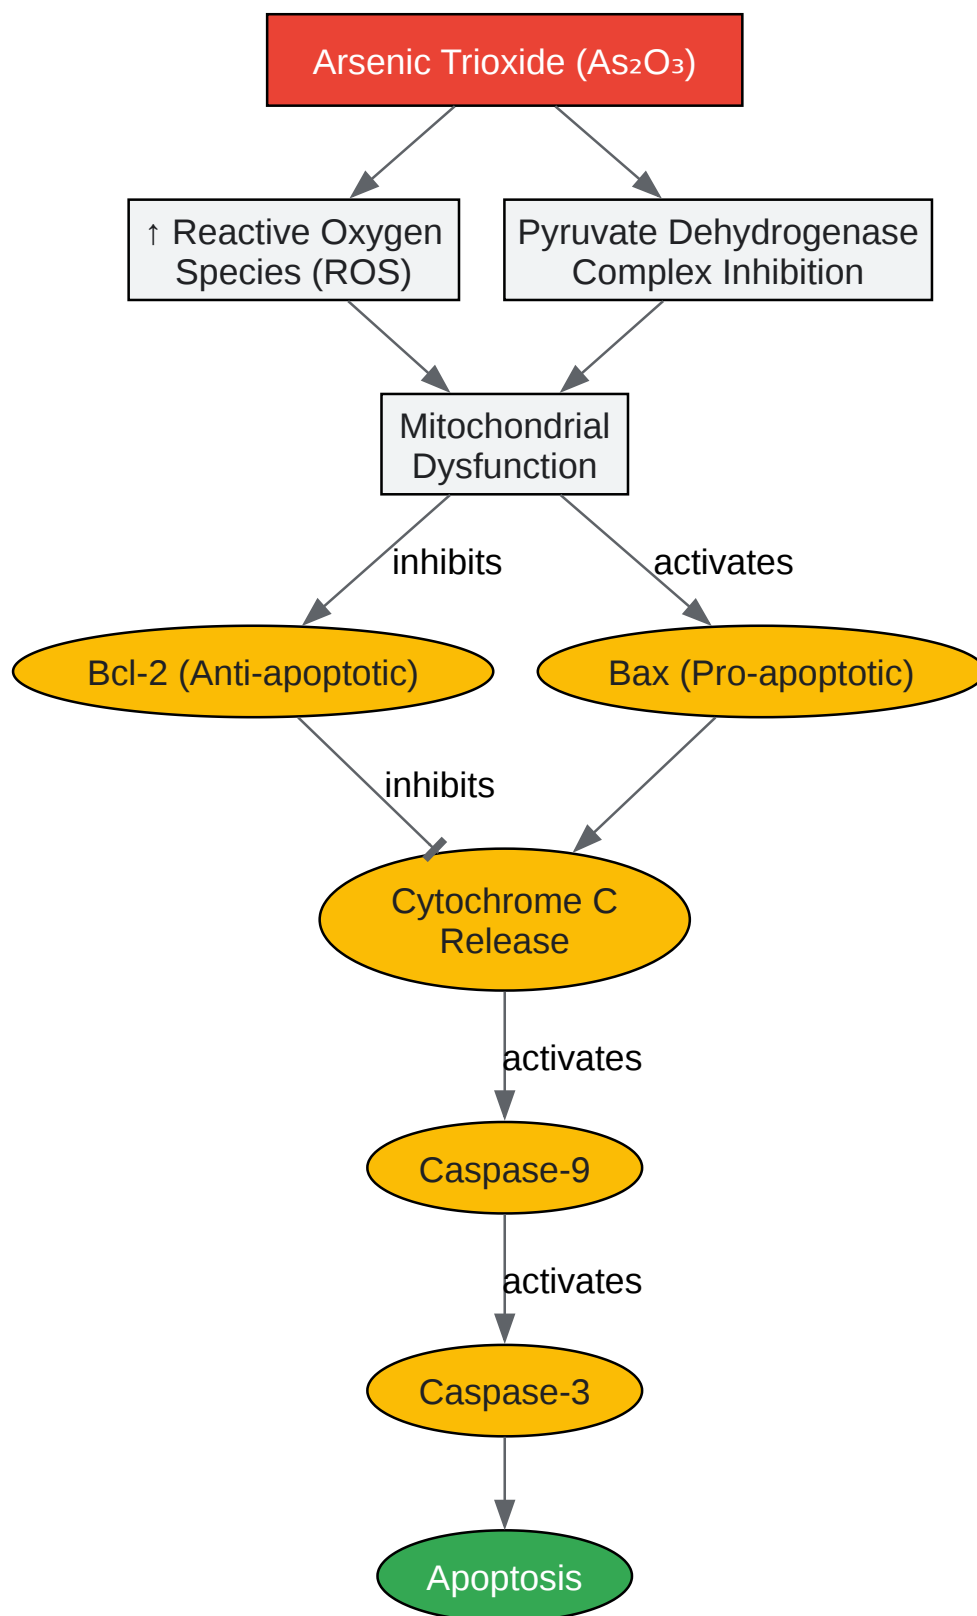 Arsenic Trioxide (As₂O₃)
↑ Reactive Oxygen
Species (ROS)
Pyruvate Dehydrogenase
Complex Inhibition
Mitochondrial
Dysfunction
inhibits
activates
Bcl-2 (Anti-apoptotic)
Bax (Pro-apoptotic)
inhibits
Cytochrome C
Release
activates
Caspase-9
activates
Caspase-3
Apoptosis